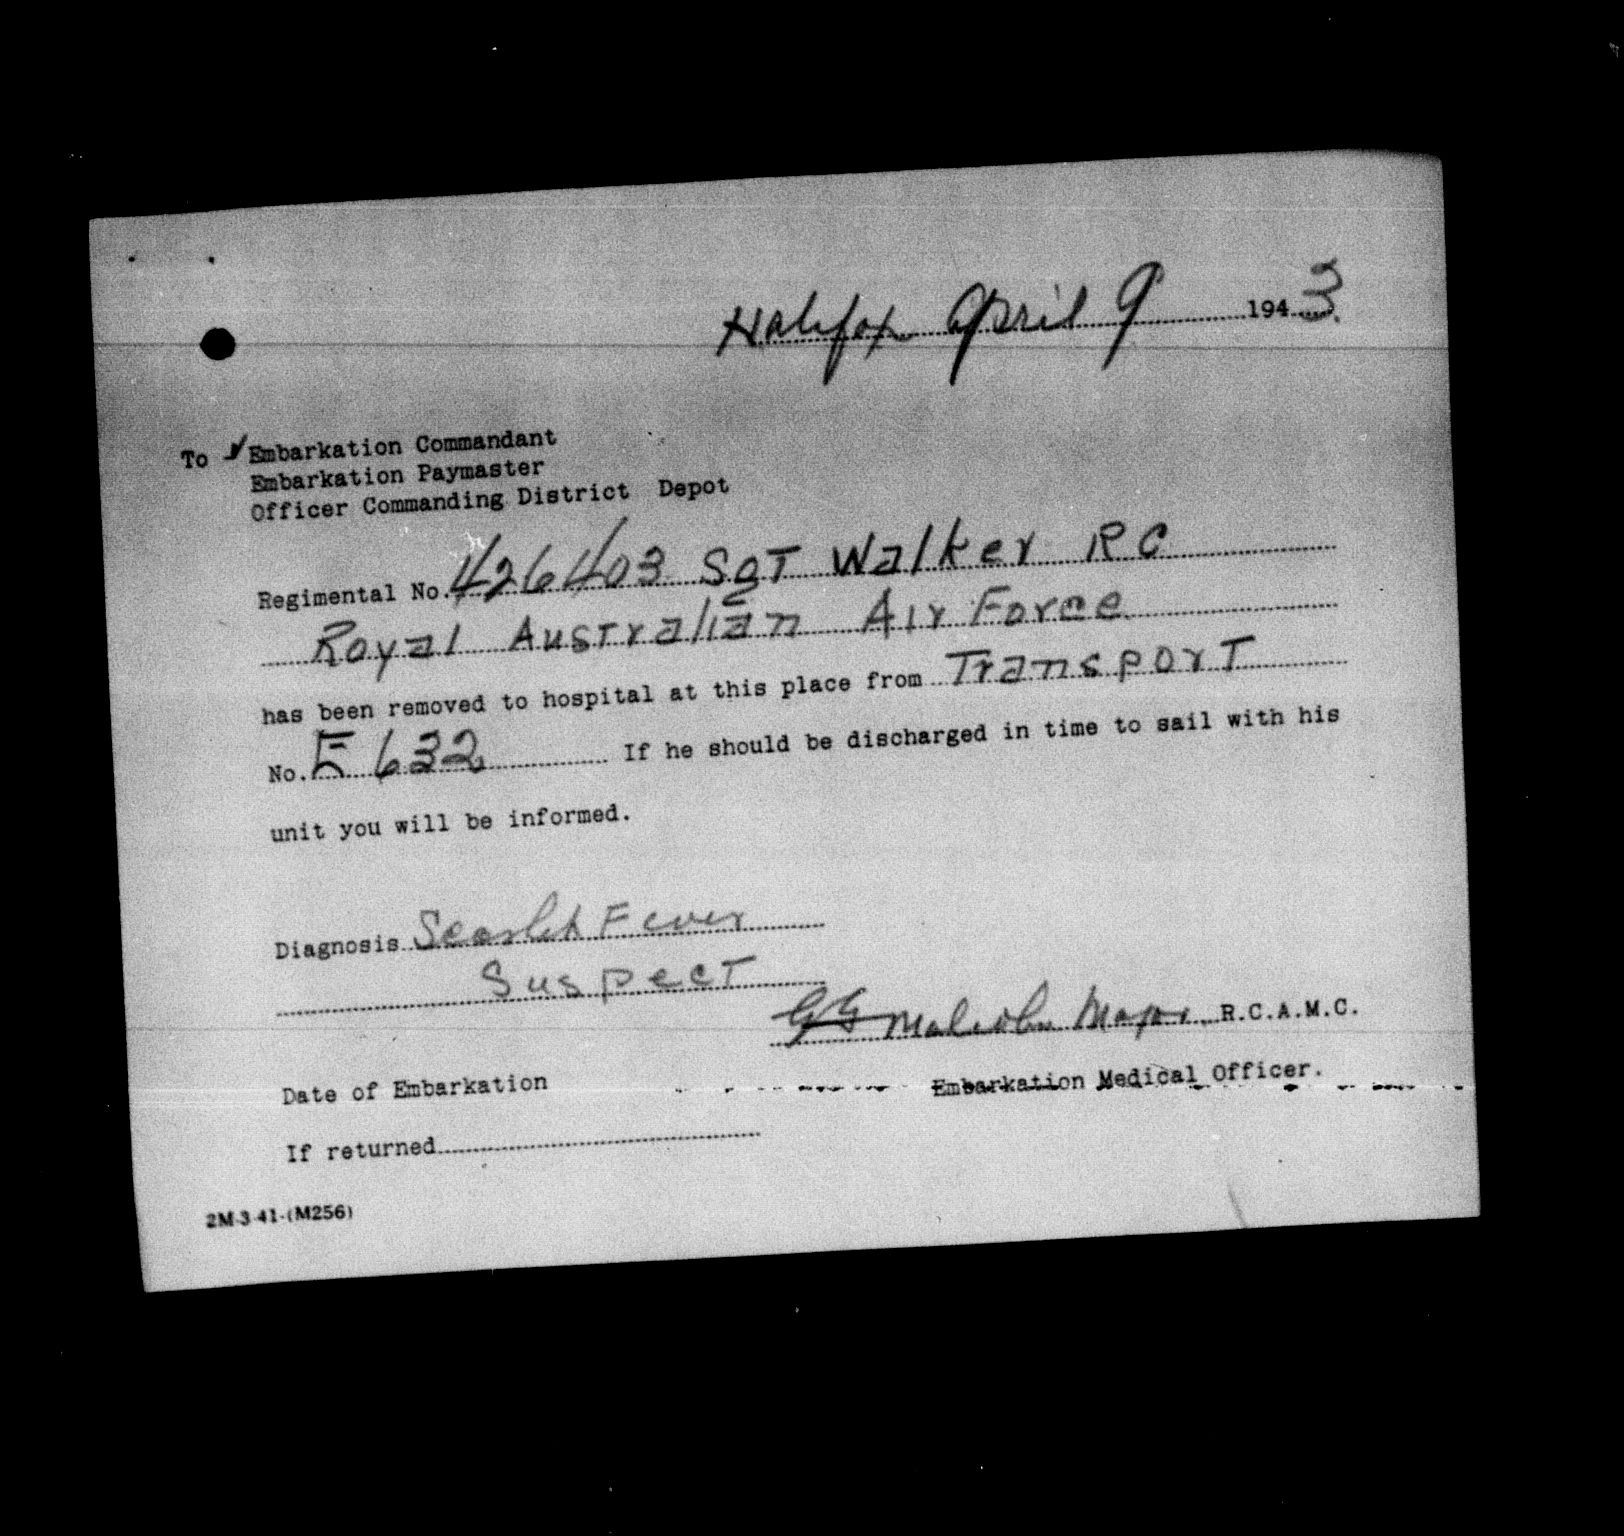 Halifax April 9 1943.
To ✓ Embarkation Commandant
Embarkation Paymaster
Officer Commanding District Depot
Regimental No. 426403 Sgt Walker R C
Royal Australian Air Force
has been removed to hospital at this place from Transport
No. E 632 If he should be discharged in time to sail with his
unit you will be informed.
Diagnosis Scarlet Fever
Suspect
GG Malcolm Major R.C.A.M.C.
Date of Embarkation Embarkation Medical Officer.
If returned
2M-3-41-(M256)